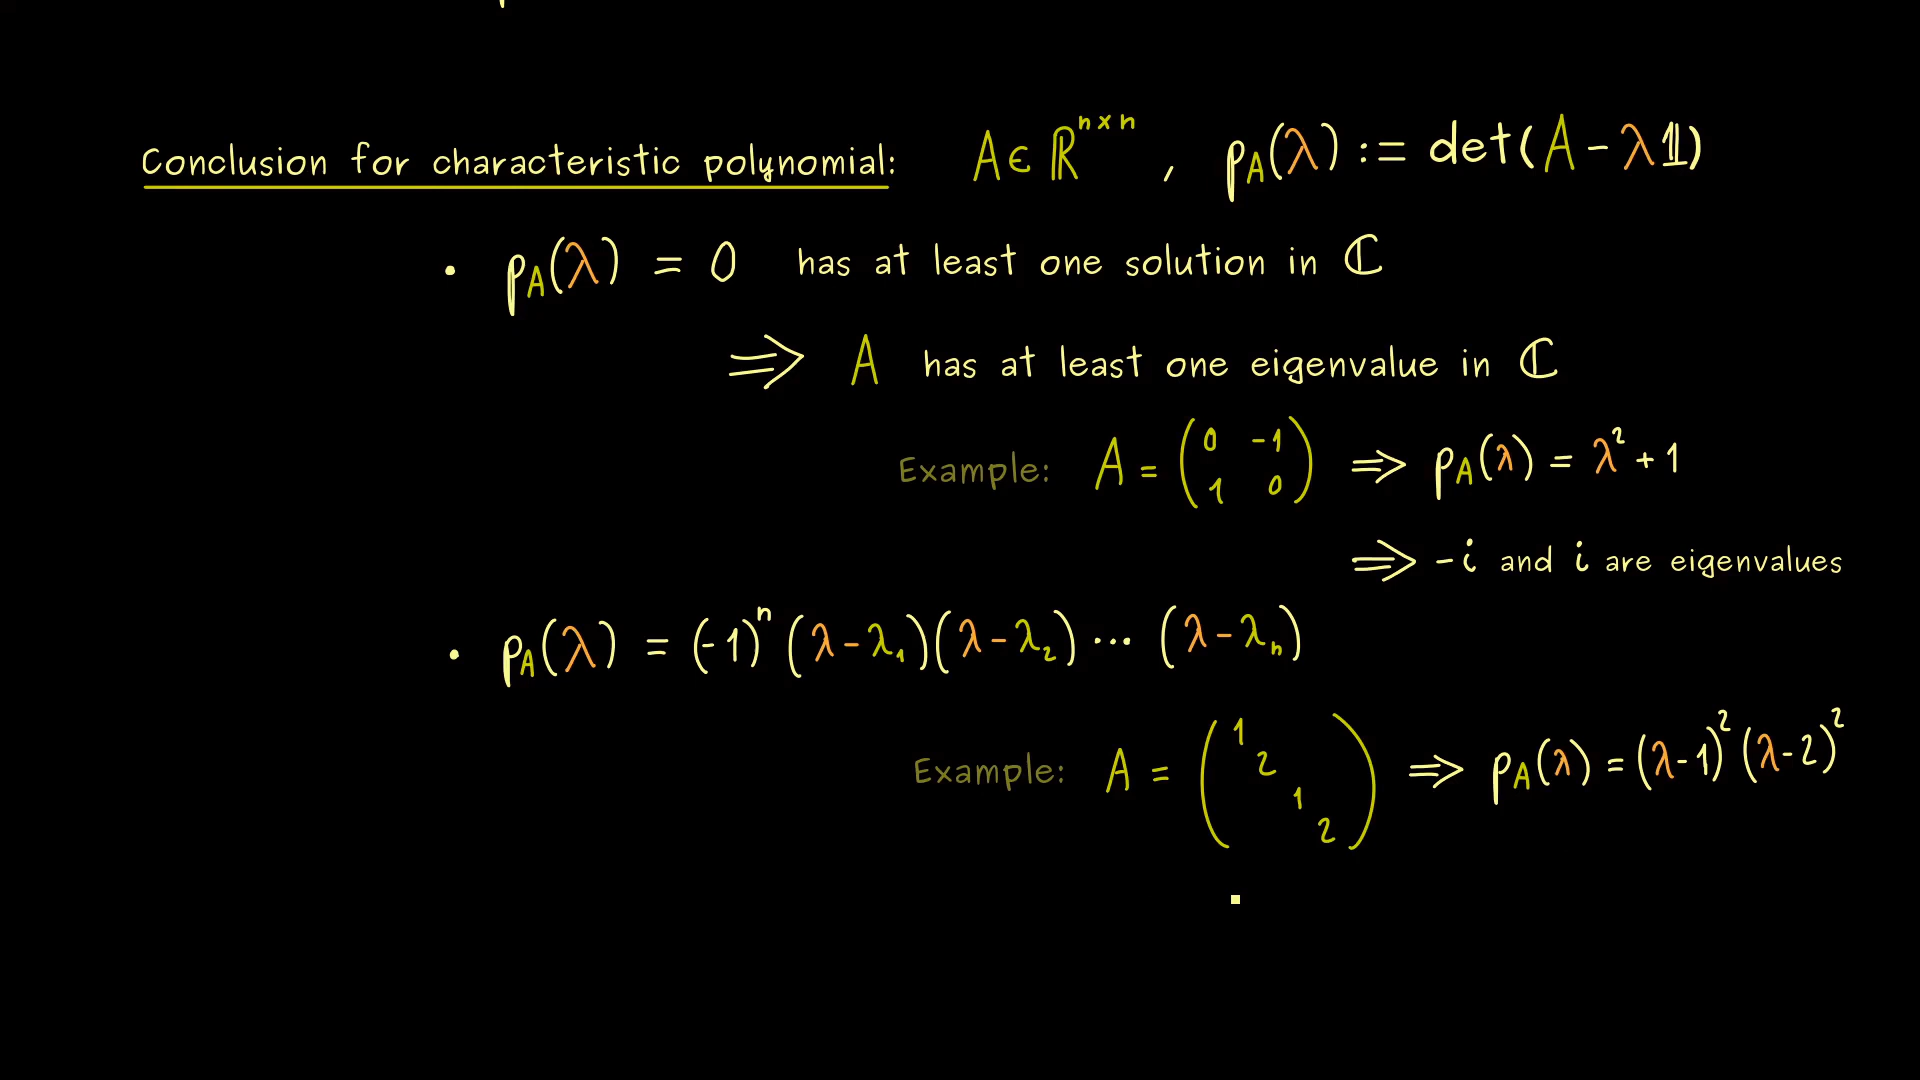 Conclusion for characteristic polynomial: A ∈ ℝⁿˣⁿ , p_A(λ) := det(A - λ𝟙)
• p_A(λ) = 0 has at least one solution in ℂ
⟹ A has at least one eigenvalue in ℂ
Example: A = (0 -1
1 0) ⟹ p_A(λ) = λ² + 1
⟹ -i and i are eigenvalues
• p_A(λ) = (-1)ⁿ (λ - λ₁)(λ - λ₂) ··· (λ - λₙ)
Example: A = (1
2
1
2) ⟹ p_A(λ) = (λ-1)² (λ-2)²